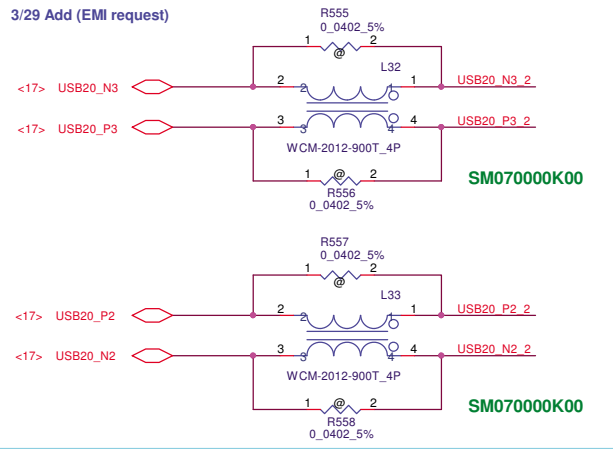 3/29 Add (EMI request)
R555
0_0402_5%
1 2
@
L32
<17> USB20_N3 2 2 1 1 USB20_N3_2
<17> USB20_P3 3 3 4 4 USB20_P3_2
WCM-2012-900T_4P
1 @ 2
SM070000K00
R556
0_0402_5%
R557
0_0402_5%
1 2
@
L33
<17> USB20_P2 2 2 1 1 USB20_P2_2
<17> USB20_N2 3 3 4 4 USB20_N2_2
WCM-2012-900T_4P
1 @ 2
SM070000K00
R558
0_0402_5%